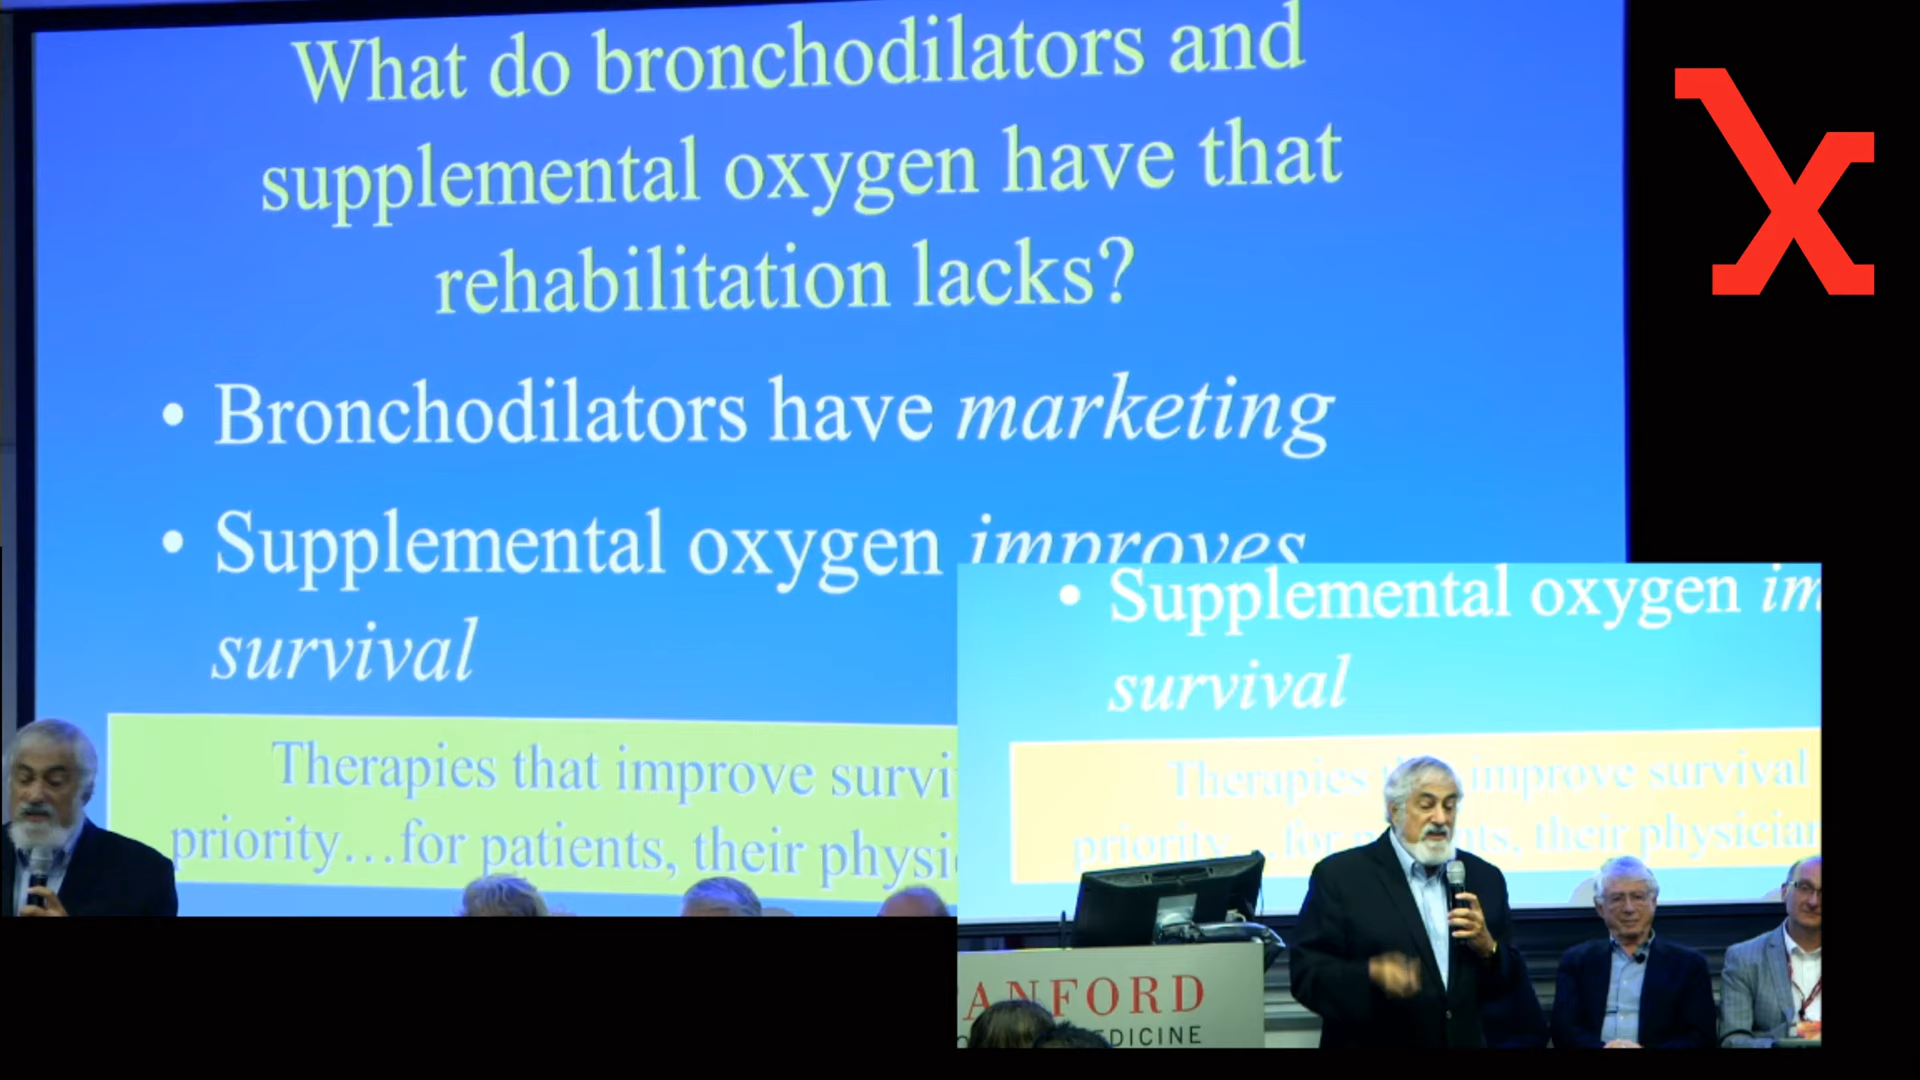 What do bronchodilators and
supplemental oxygen have that
rehabilitation lacks?
• Bronchodilators have marketing
• Supplemental oxygen improves
survival
Therapies that improve survi
priority...for patients, their physi
• Supplemental oxygen im
survival
Therapies improve survival
priority...for their physician
ANFORD
DICINE